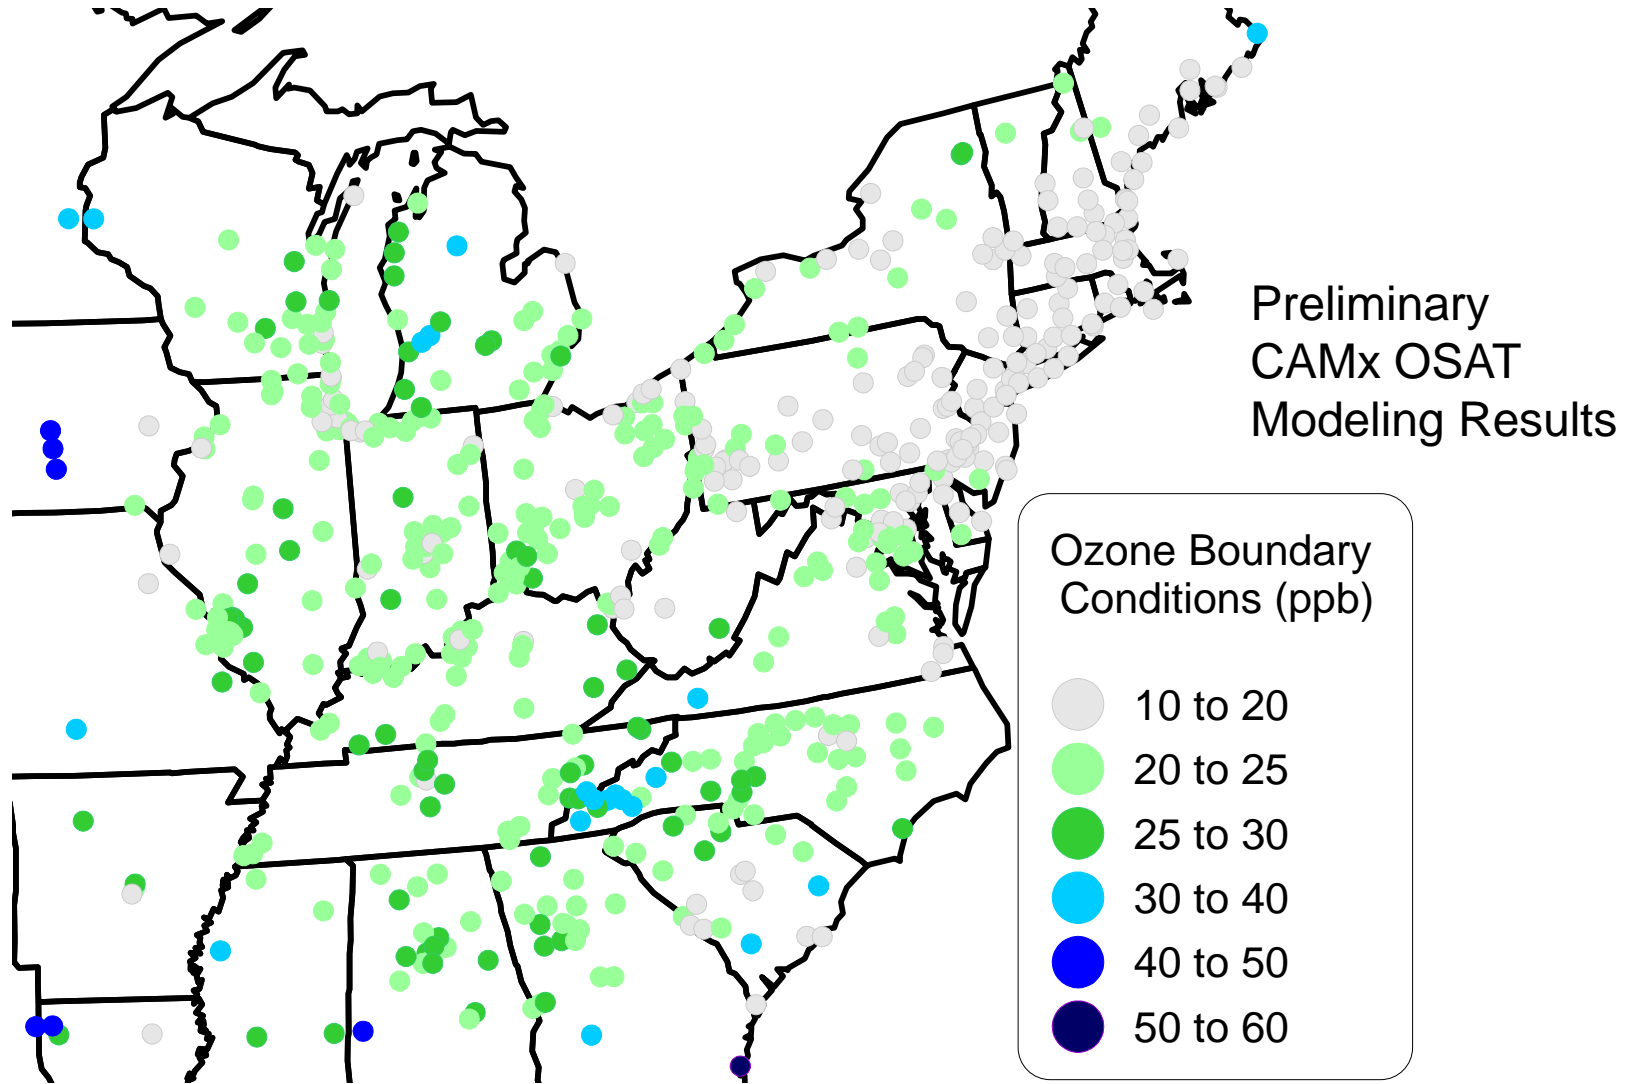 Preliminary
CAMx OSAT
Modeling Results
Ozone Boundary
Conditions (ppb)
10 to 20
20 to 25
25 to 30
30 to 40
40 to 50
50 to 60